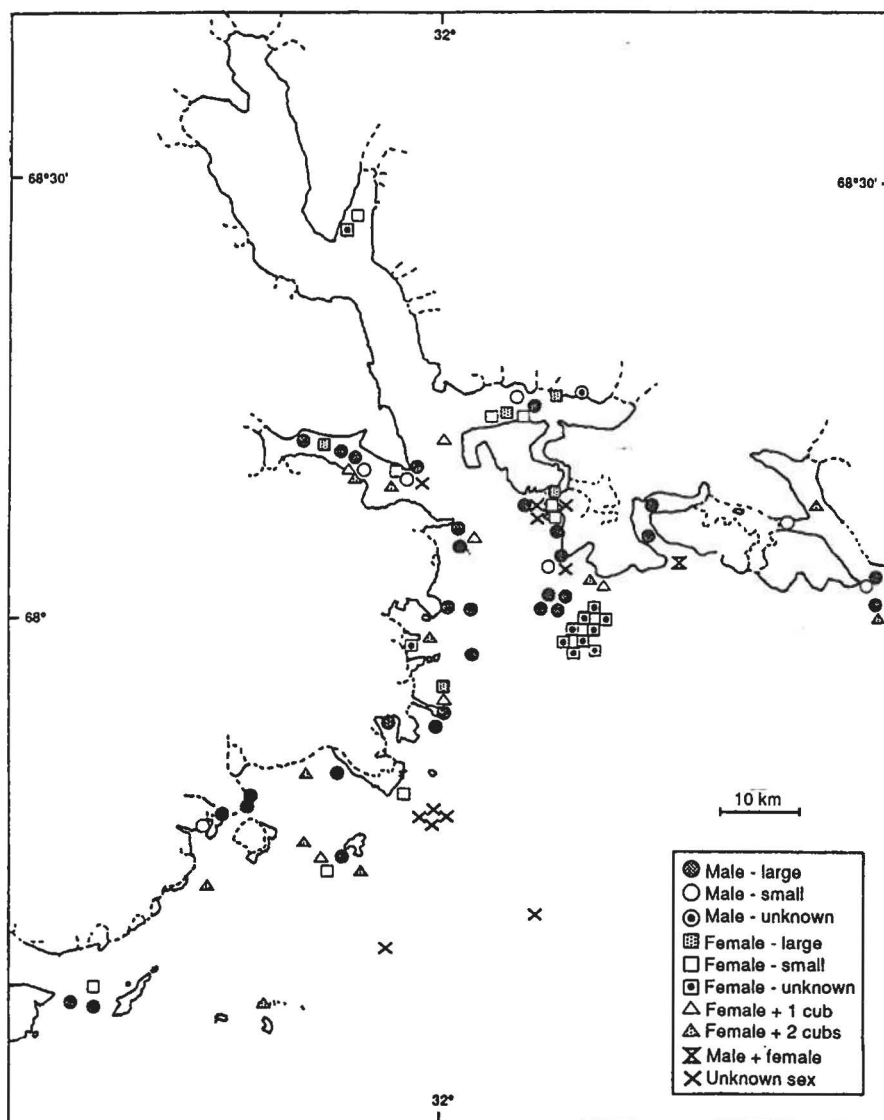 32°
68°30'
68°30'
68°
68°
10 km
Male - large
Male - small
Male - unknown
Female - large
Female - small
Female - unknown
Female + 1 cub
Female + 2 cubs
Male + female
Unknown sex
32°